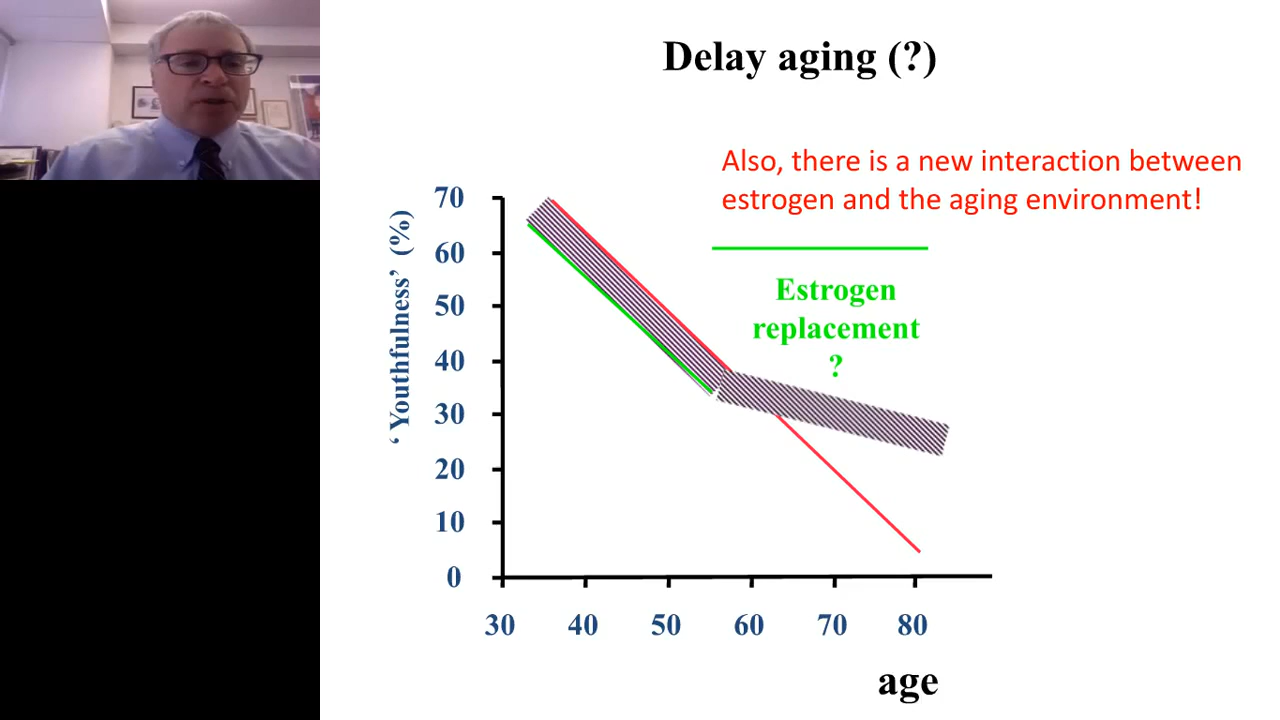 Delay aging (?)
Also, there is a new interaction between
estrogen and the aging environment!
Estrogen
replacement
?
‘Youthfulness’ (%)
70
60
50
40
30
20
10
0
30 40 50 60 70 80
age